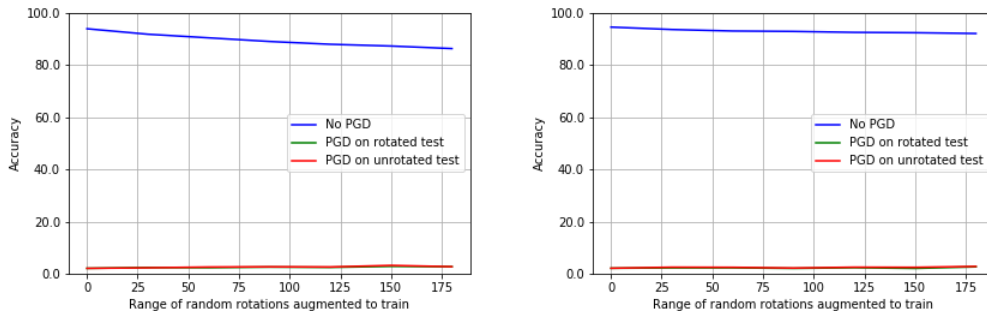 100.0
80.0
60.0
40.0
20.0
0.0
Accuracy
No PGD
PGD on rotated test
PGD on unrotated test
0 25 50 75 100 125 150 175
Range of random rotations augmented to train
100.0
80.0
60.0
40.0
20.0
0.0
Accuracy
No PGD
PGD on rotated test
PGD on unrotated test
0 25 50 75 100 125 150 175
Range of random rotations augmented to train